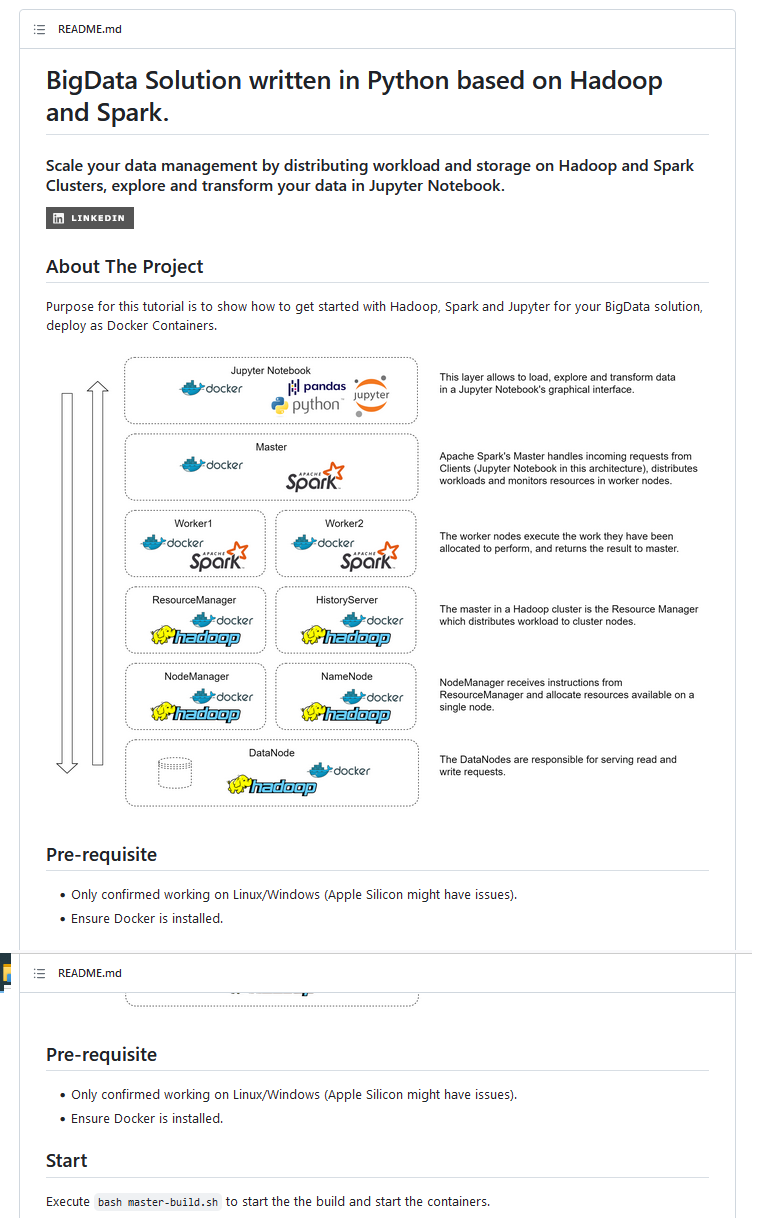 README.md
BigData Solution written in Python based on Hadoop
and Spark.
Scale your data management by distributing workload and storage on Hadoop and Spark
Clusters, explore and transform your data in Jupyter Notebook.
in LINKEDIN
About The Project
Purpose for this tutorial is to show how to get started with Hadoop, Spark and Jupyter for your BigData solution,
deploy as Docker Containers.
Jupyter Notebook
docker
pandas
python
jupyter
This layer allows to load, explore and transform data
in a Jupyter Notebook's graphical interface.
Master
docker
APACHE
Spark
Apache Spark's Master handles incoming requests from
Clients (Jupyter Notebook in this architecture), distributes
workloads and monitors resources in worker nodes.
Worker1
docker
APACHE
Spark
Worker2
docker
APACHE
Spark
The worker nodes execute the work they have been
allocated to perform, and returns the result to master.
ResourceManager
docker
hadoop
HistoryServer
docker
hadoop
The master in a Hadoop cluster is the Resource Manager
which distributes workload to cluster nodes.
NodeManager
docker
hadoop
NameNode
docker
hadoop
NodeManager receives instructions from
ResourceManager and allocate resources available on a
single node.
DataNode
docker
hadoop
The DataNodes are responsible for serving read and
write requests.
Pre-requisite
• Only confirmed working on Linux/Windows (Apple Silicon might have issues).
• Ensure Docker is installed.
README.md
Pre-requisite
• Only confirmed working on Linux/Windows (Apple Silicon might have issues).
• Ensure Docker is installed.
Start
Execute bash master-build.sh to start the the build and start the containers.